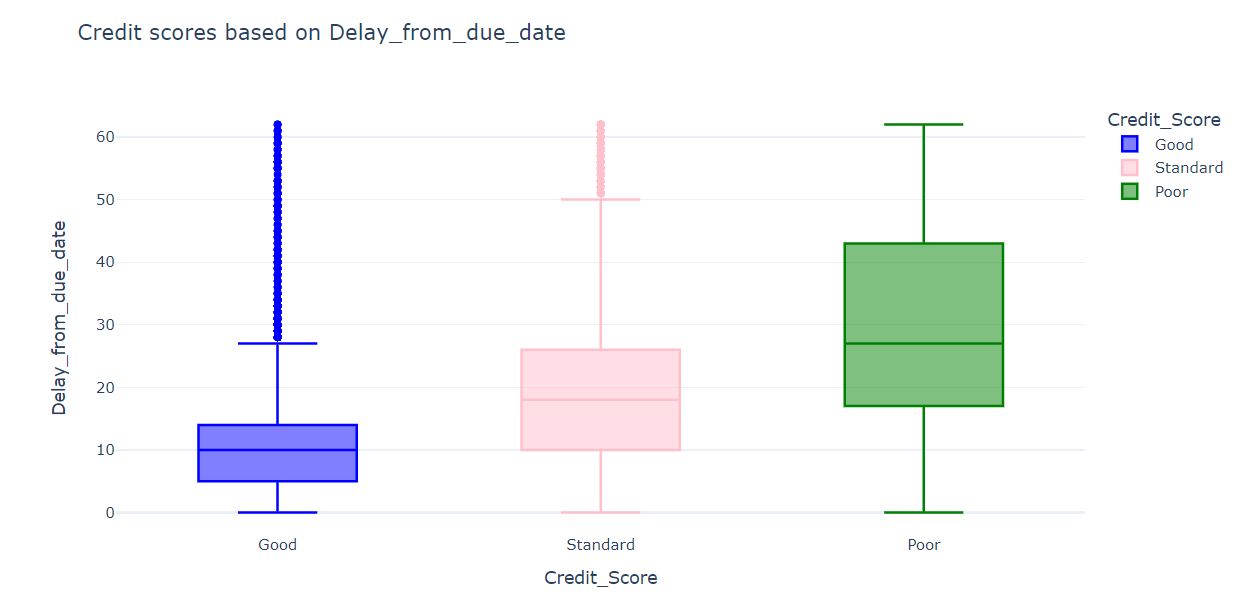 Credit scores based on Delay_from_due_date
Delay_from_due_date
60
50
40
30
20
10
0
Good
Standard
Poor
Credit_Score
Credit_Score
Good
Standard
Poor